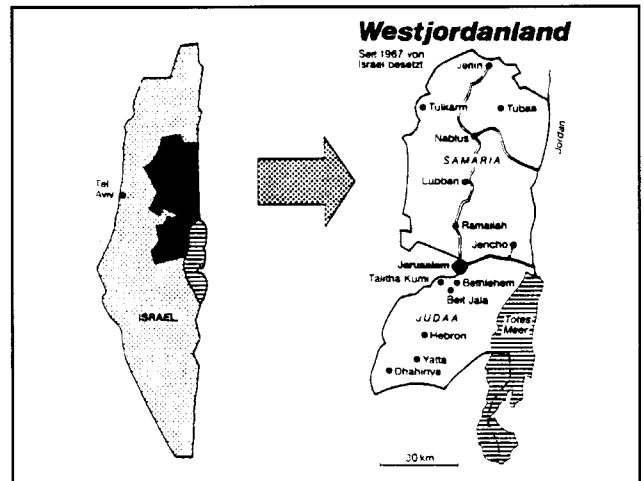 Westjordanland
Seit 1967 von
Israel besetzt
Jenin
Tulkarm
Tubas
Jordan
Nablus
SAMARIA
Tel
Aviv
Lubban
Ramallah
Jericho
Jerusalem
Talitha Kumi
Bethlehem
Beit Jala
ISRAEL
JUDÄA
Totes
Meer
Hebron
Yatta
Dhahiriya
30 km